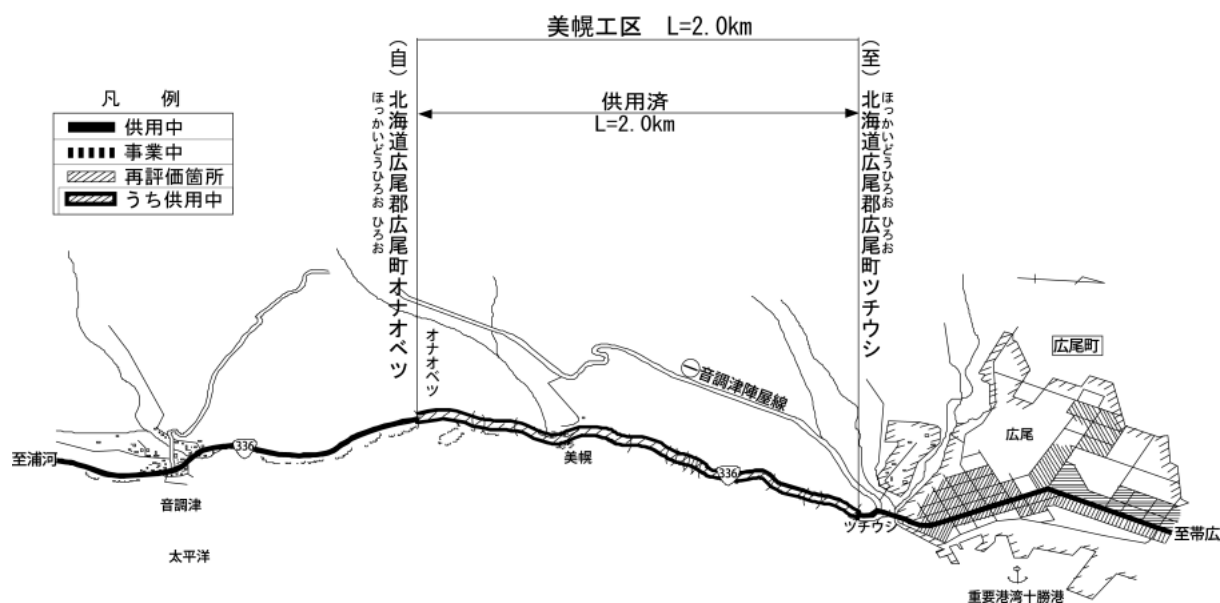 美幌工区 L=2.0km
(自)北海道広尾郡広尾町オナオベツ
ほっかいどうひろお ひろお
供用済
L=2.0km
(至)北海道広尾郡広尾町ツチウシ
ほっかいどうひろお ひろお
凡 例
供用中
事業中
再評価箇所
うち供用中
オナオベツ
一音調津陣屋線
広尾町
広尾
至浦河
336
音調津
太平洋
美幌
336
ツチウシ
至帯広
重要港湾十勝港